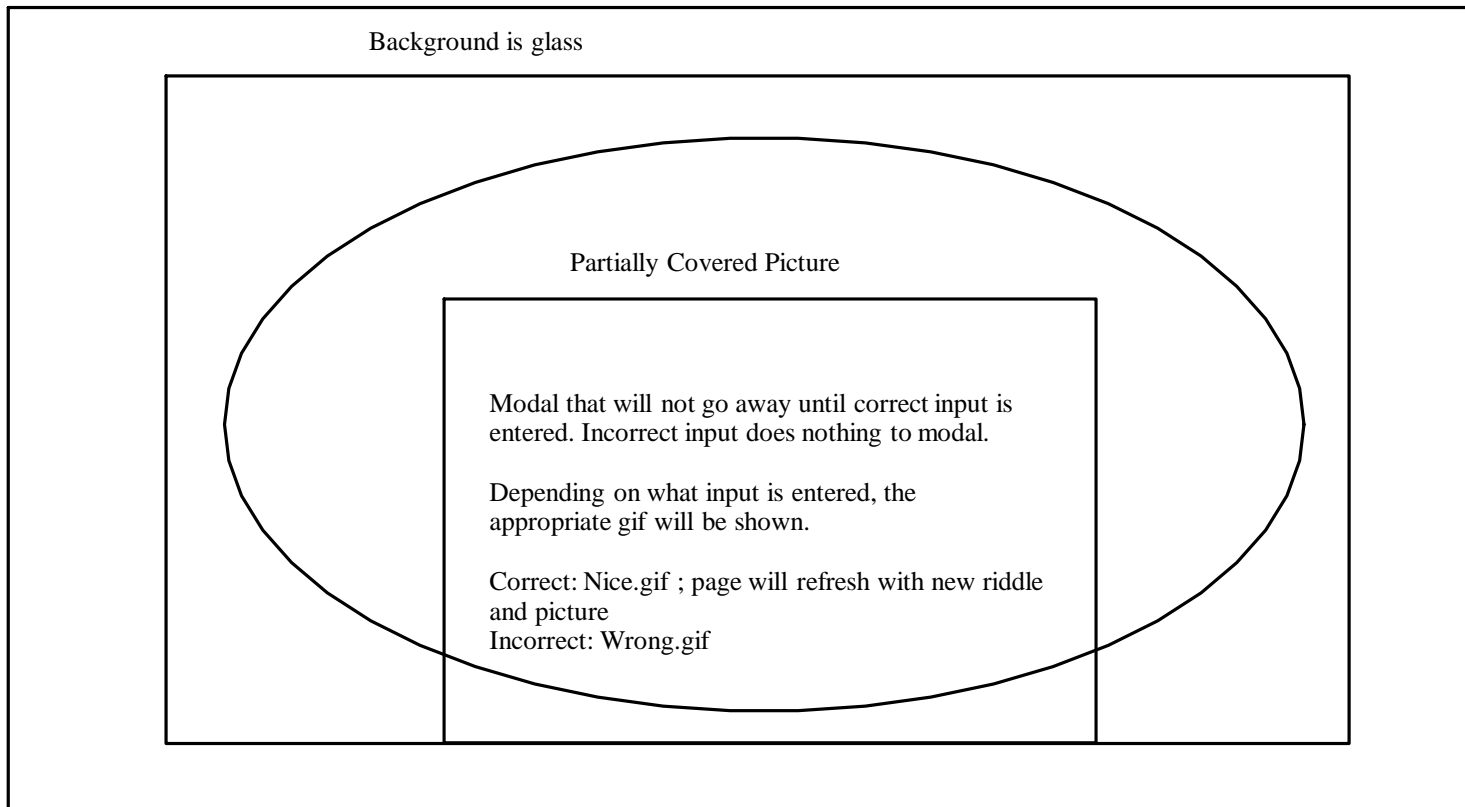 Background is glass
Partially Covered Picture
Modal that will not go away until correct input is
entered. Incorrect input does nothing to modal.
Depending on what input is entered, the
appropriate gif will be shown.
Correct: Nice.gif ; page will refresh with new riddle
and picture
Incorrect: Wrong.gif